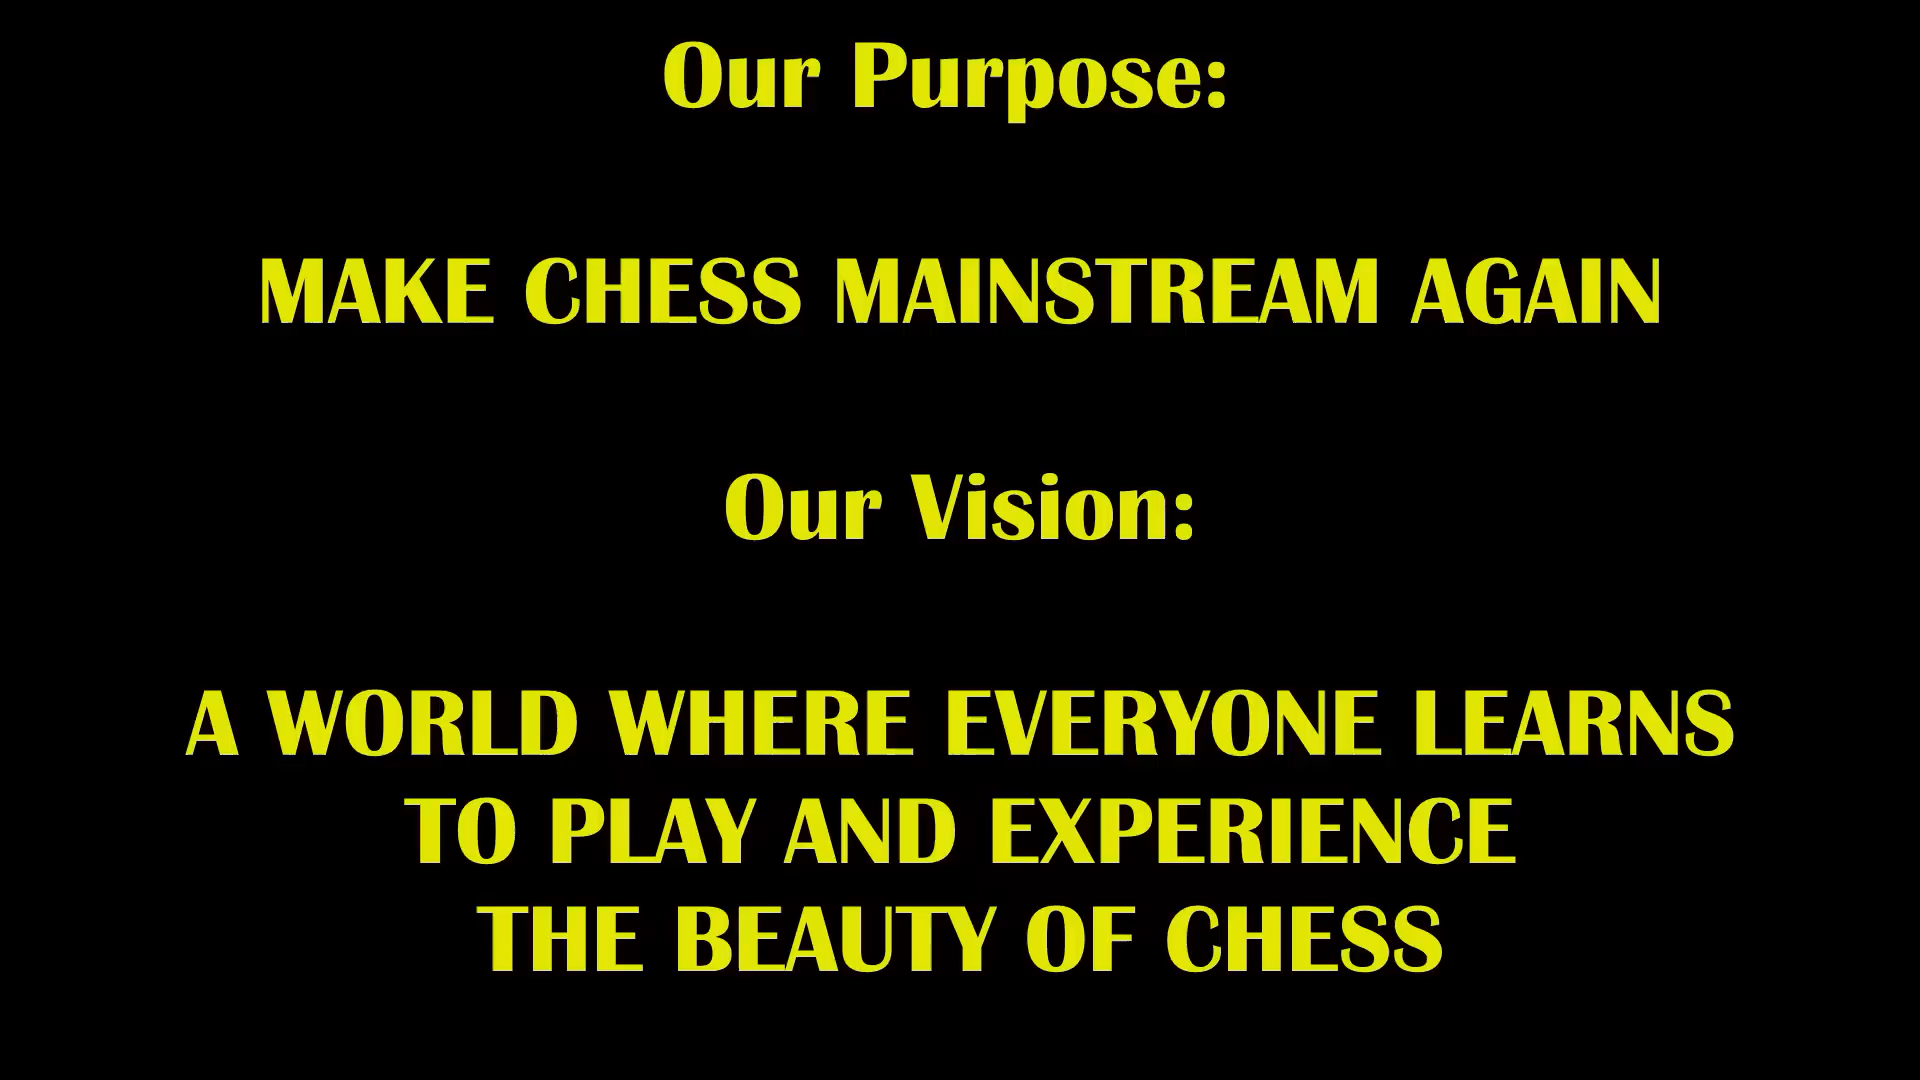 Our Purpose:
MAKE CHESS MAINSTREAM AGAIN
Our Vision:
A WORLD WHERE EVERYONE LEARNS
TO PLAY AND EXPERIENCE
THE BEAUTY OF CHESS